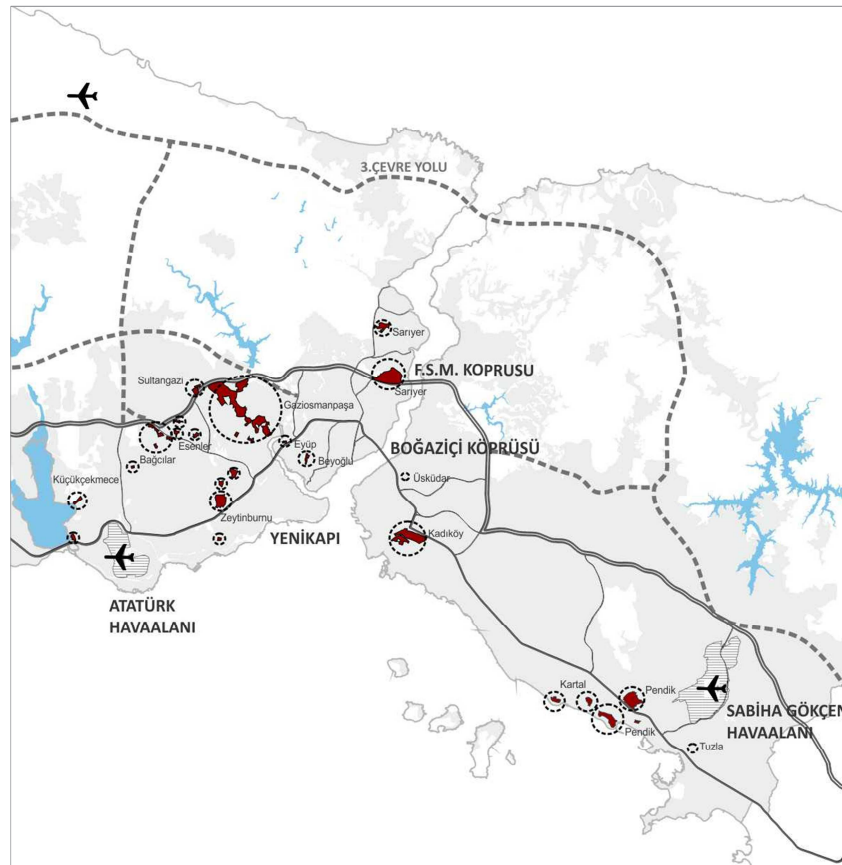 3.ÇEVRE YOLU
Sarıyer
F.S.M. KOPRUSU
Sultangazi
Sarıyer
Gaziosmanpaşa
Eyüp
BOĞAZİÇİ KÖPRÜSÜ
Esenler
Beyoğlu
Bağcılar
Üsküdar
Küçükçekmece
Zeytinburnu
Kadıköy
YENİKAPI
ATATÜRK
HAVAALANI
Kartal
Pendik
SABİHA GÖKÇEN
HAVAALANI
Pendik
Tuzla